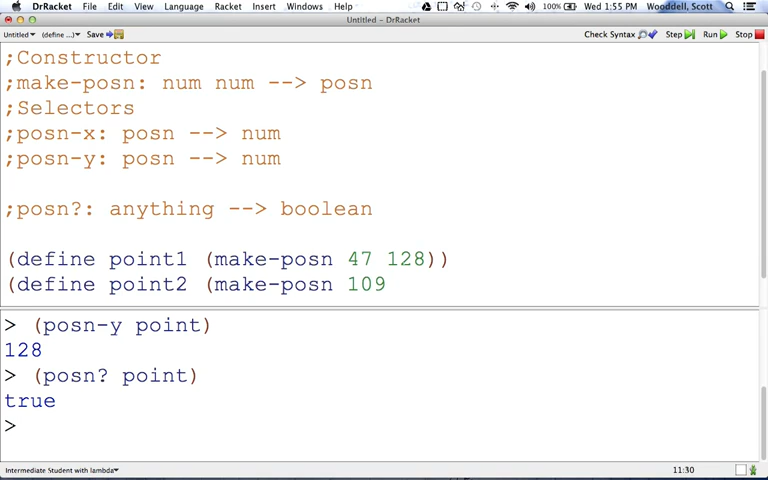 DrRacket File Edit View Language Racket Insert Windows Help 100% Wed 1:55 PM Wooddell, Scott
Untitled - DrRacket
Untitled (define ...) Save Check Syntax Step Run Stop
;Constructor
;make-posn: num num --> posn
;Selectors
;posn-x: posn --> num
;posn-y: posn --> num
;posn?: anything --> boolean
(define point1 (make-posn 47 128))
(define point2 (make-posn 109
> (posn-y point)
128
> (posn? point)
true
>
Intermediate Student with lambda 11:30